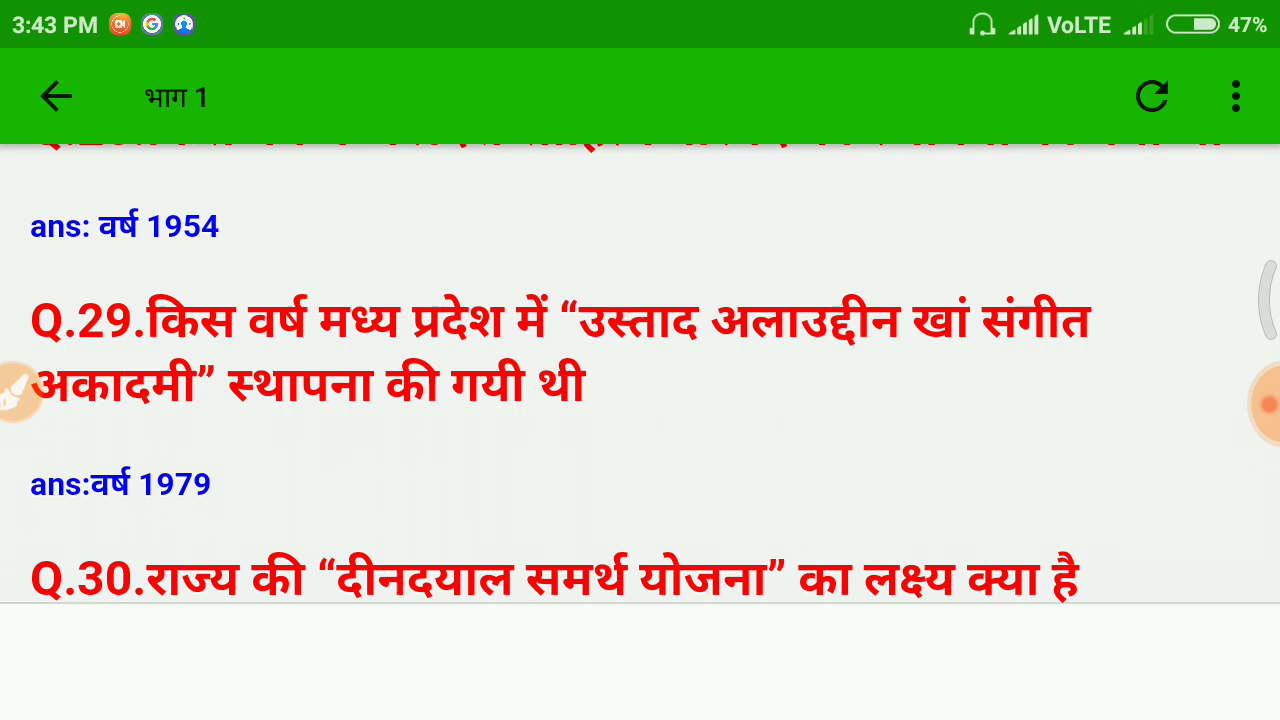 3:43 PM VoLTE 47%
भाग 1
ans: वर्ष 1954
Q.29.किस वर्ष मध्य प्रदेश में “उस्ताद अलाउद्दीन खां संगीत
अकादमी” स्थापना की गयी थी
ans:वर्ष 1979
Q.30.राज्य की “दीनदयाल समर्थ योजना” का लक्ष्य क्या है